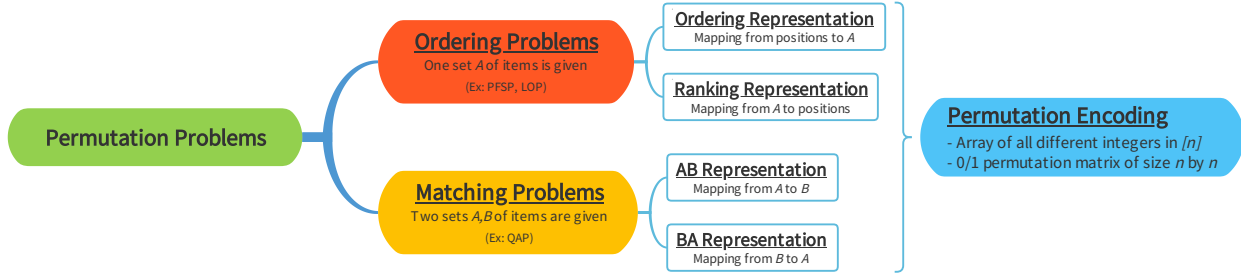 Permutation Problems
Ordering Problems
One set A of items is given
(Ex: PFSP, LOP)
Ordering Representation
Mapping from positions to A
Ranking Representation
Mapping from A to positions
Matching Problems
Two sets A,B of items are given
(Ex: QAP)
AB Representation
Mapping from A to B
BA Representation
Mapping from B to A
Permutation Encoding
- Array of all different integers in [n]
- 0/1 permutation matrix of size n by n